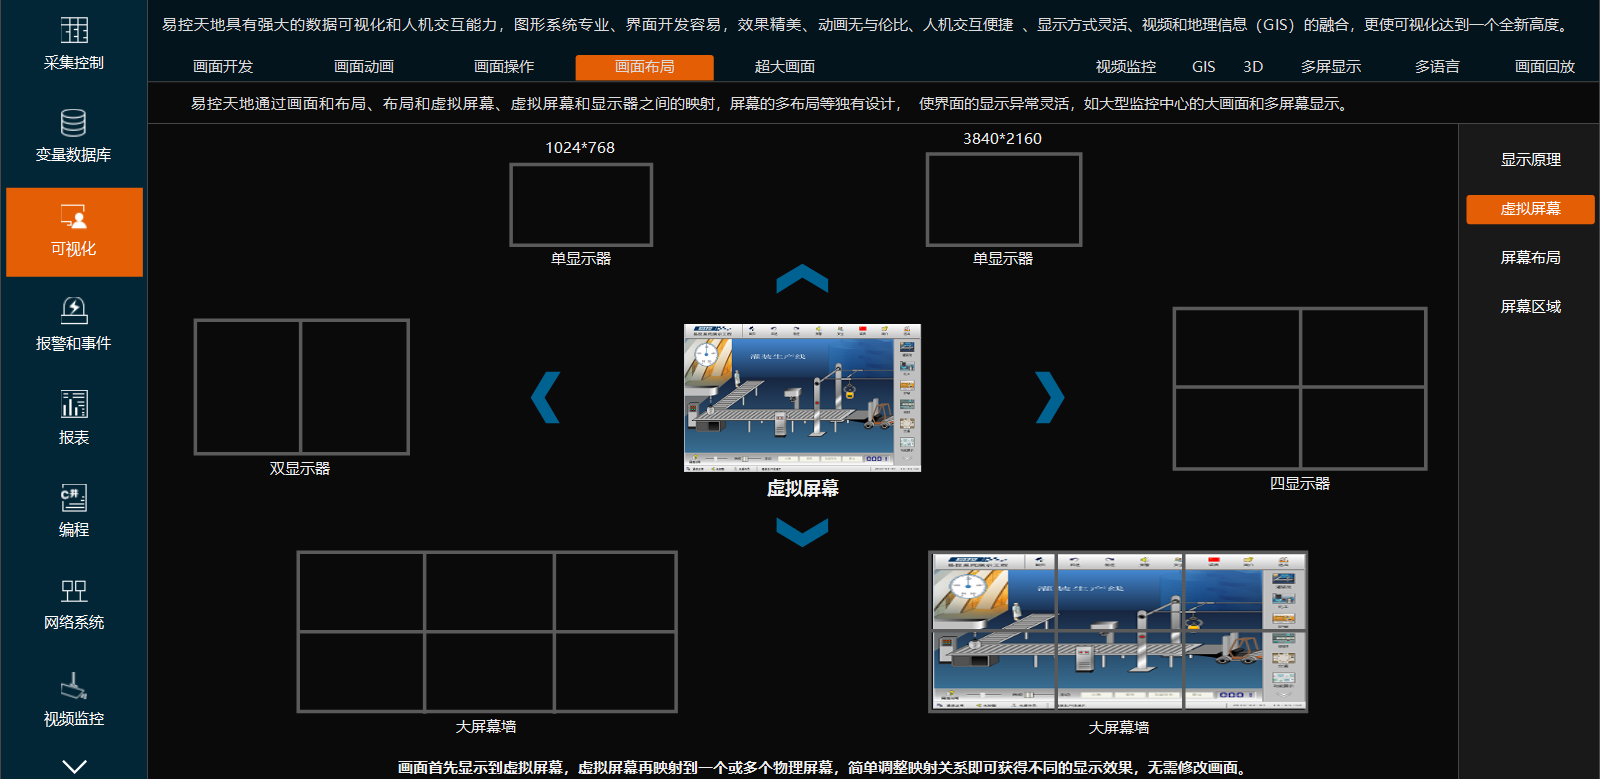 易控天地具有强大的数据可视化和人机交互能力，图形系统专业、界面开发容易，效果精美、动画无与伦比、人机交互便捷 、显示方式灵活、视频和地理信息（GIS）的融合，更使可视化达到一个全新高度。
画面开发 画面动画 画面操作 画面布局 超大画面 视频监控 GIS 3D 多屏显示 多语言 画面回放
易控天地通过画面和布局、布局和虚拟屏幕、虚拟屏幕和显示器之间的映射，屏幕的多布局等独有设计， 使界面的显示异常灵活，如大型监控中心的大画面和多屏幕显示。
采集控制
变量数据库
可视化
报警和事件
报表
C#
编程
网络系统
视频监控
1024*768
单显示器
3840*2160
单显示器
双显示器
灌装生产线
虚拟屏幕
四显示器
大屏幕墙
灌装生产线
大屏幕墙
画面首先显示到虚拟屏幕，虚拟屏幕再映射到一个或多个物理屏幕，简单调整映射关系即可获得不同的显示效果，无需修改画面。
显示原理
虚拟屏幕
屏幕布局
屏幕区域